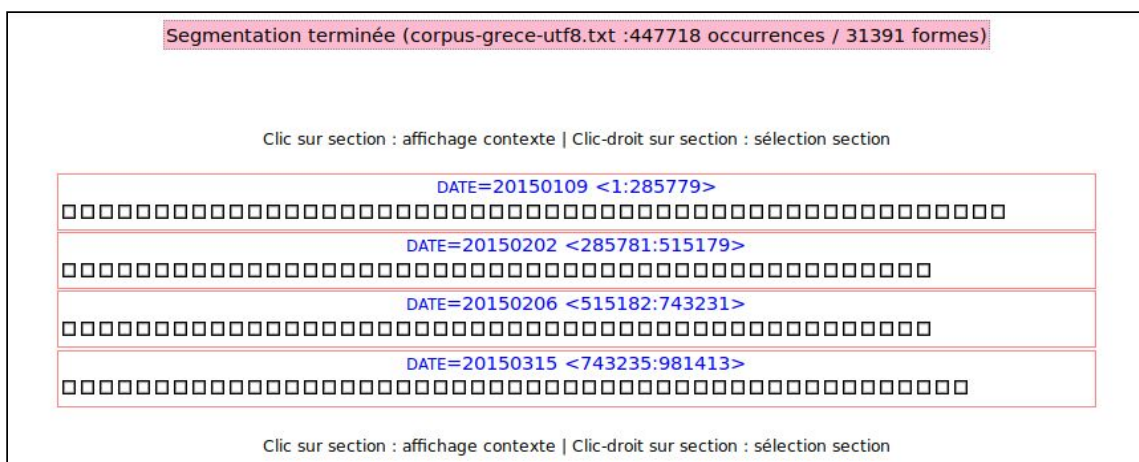 Segmentation terminée (corpus-grece-utf8.txt :447718 occurrences / 31391 formes)
Clic sur section : affichage contexte | Clic-droit sur section : sélection section
DATE=20150109 <1:285779>
DATE=20150202 <285781:515179>
DATE=20150206 <515182:743231>
DATE=20150315 <743235:981413>
Clic sur section : affichage contexte | Clic-droit sur section : sélection section